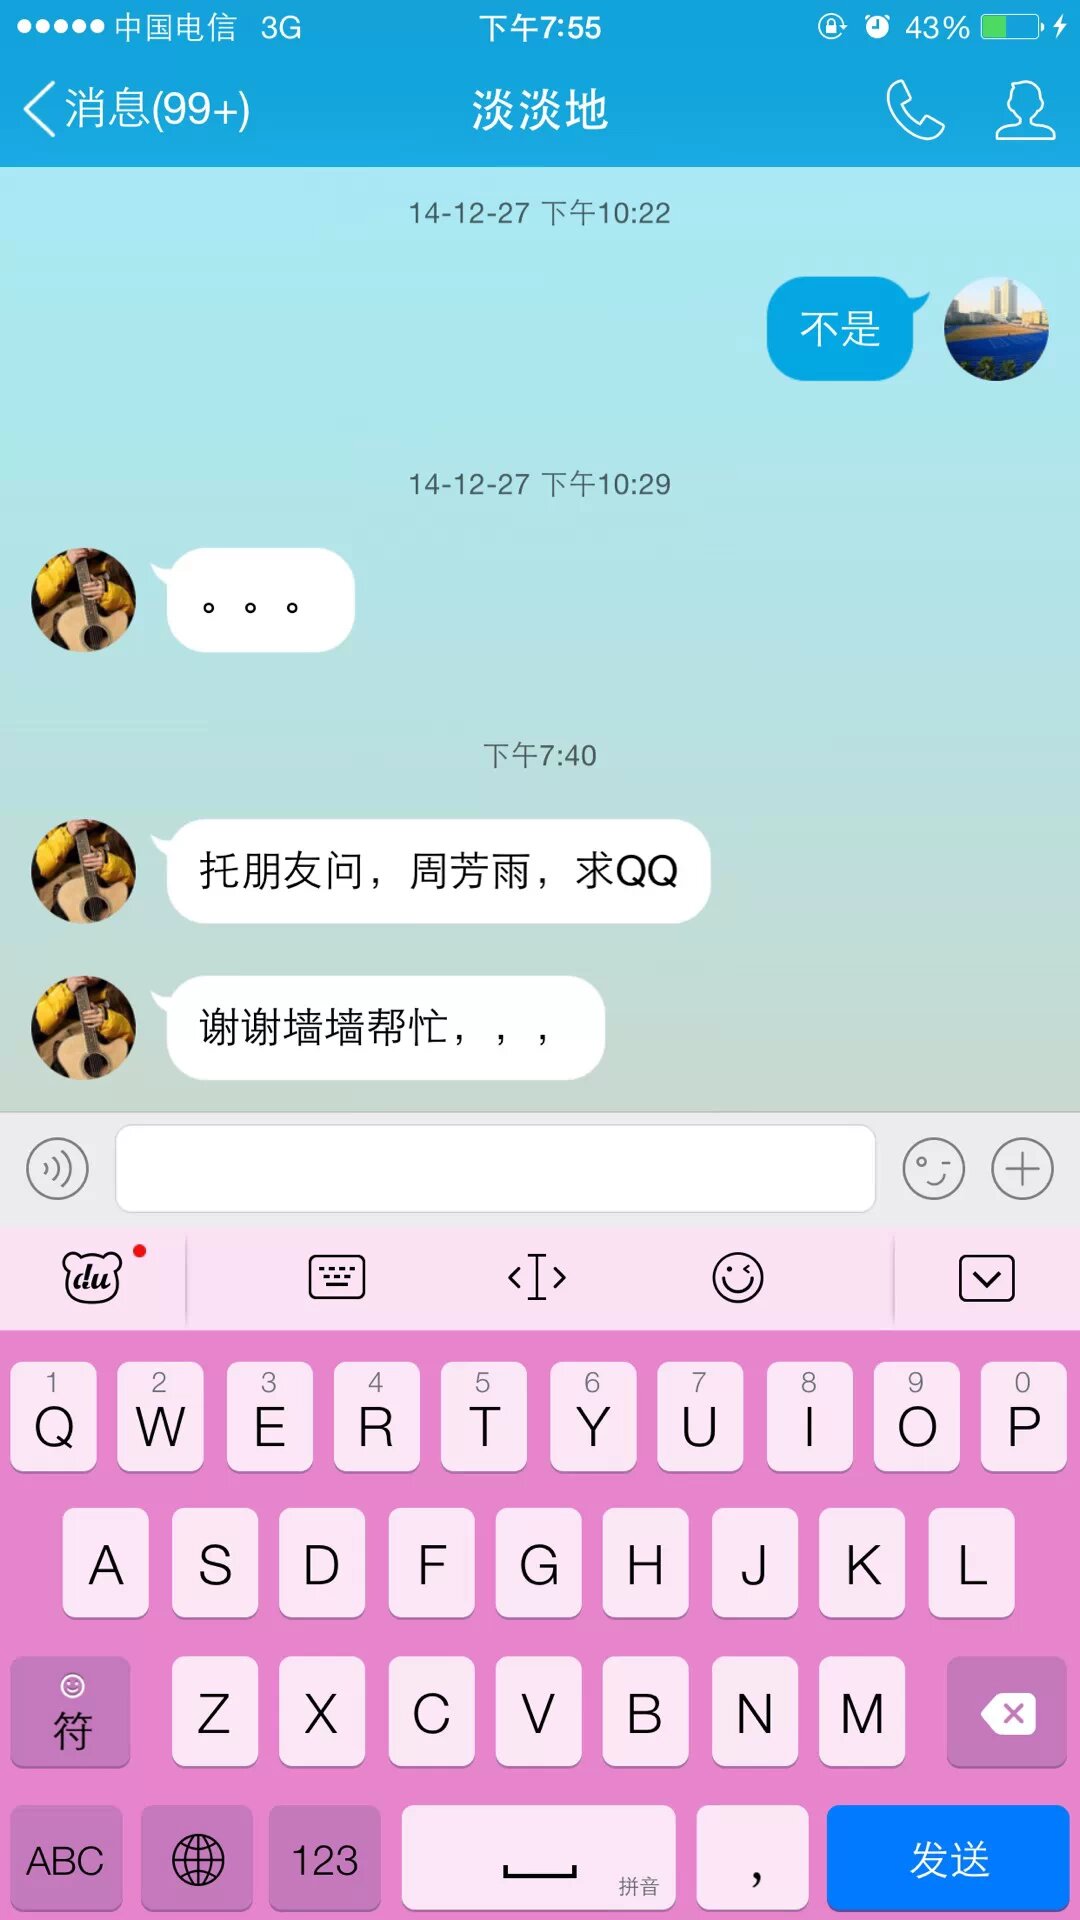 中国电信 3G 下午7:55 43%
消息(99+) 淡淡地
14-12-27 下午10:22
不是
14-12-27 下午10:29
。。。
下午7:40
托朋友问，周芳雨，求QQ
谢谢墙墙帮忙，，，
du
1 2 3 4 5 6 7 8 9 0
Q W E R T Y U I O P
A S D F G H J K L
符 Z X C V B N M
ABC 123 拼音 ， 发送